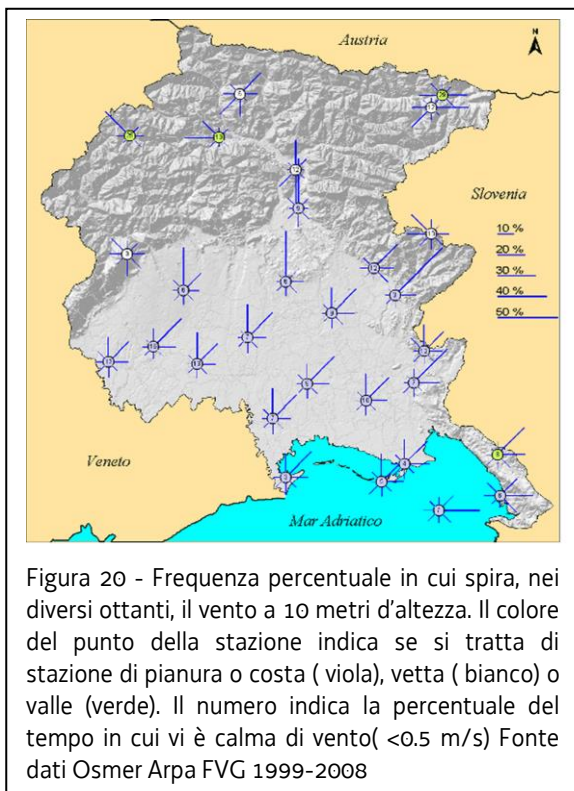 N
Austria
Slovenia
10 %
20 %
30 %
40 %
50 %
Veneto
Mar Adriatico
Figura 20 - Frequenza percentuale in cui spira, nei
diversi ottanti, il vento a 10 metri d'altezza. Il colore
del punto della stazione indica se si tratta di
stazione di pianura o costa ( viola), vetta ( bianco) o
valle (verde). Il numero indica la percentuale del
tempo in cui vi è calma di vento( <0.5 m/s) Fonte
dati Osmer Arpa FVG 1999-2008